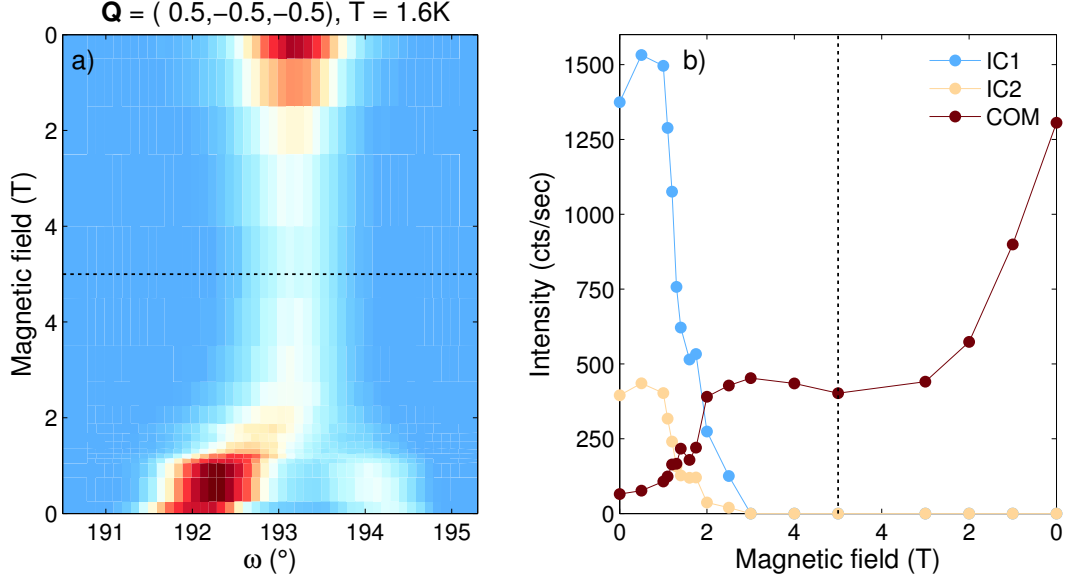 Q = ( 0.5,−0.5,−0.5), T = 1.6K
a)
0
2
4
4
2
0
Magnetic field (T)
191
192
193
194
195
ω (°)
b)
IC1
IC2
COM
1500
1250
1000
750
500
250
0
Intensity (cts/sec)
0
2
4
4
2
0
Magnetic field (T)